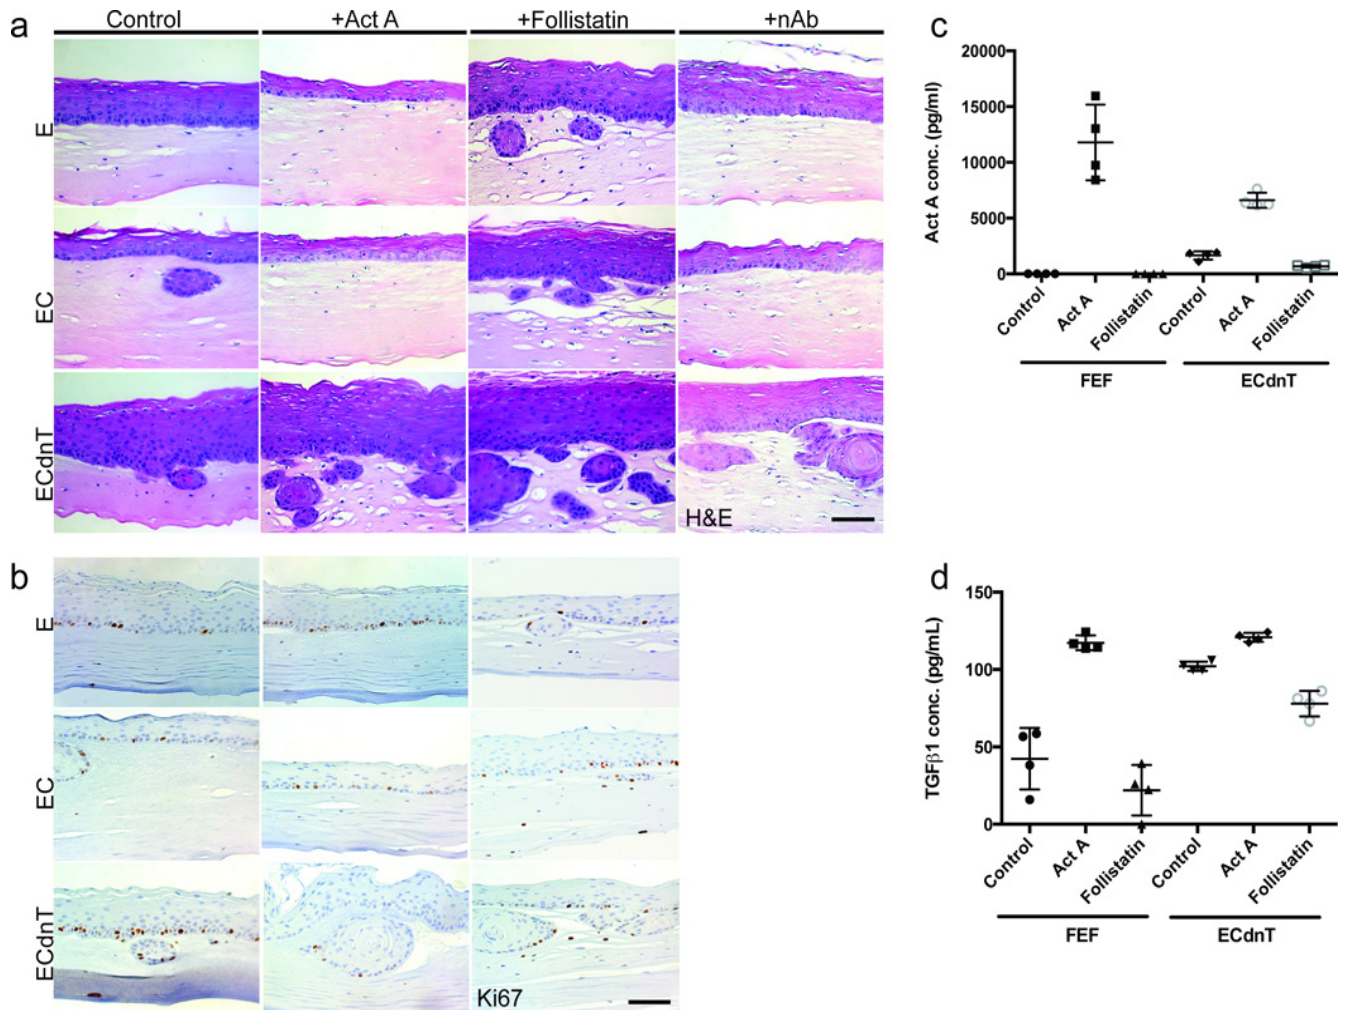 a
Control
+Act A
+Follistatin
+nAb
E
EC
ECdnT
H&E
b
E
EC
ECdnT
Ki67
c
Act A conc. (pg/ml)
20000
15000
10000
5000
0
Control
Act A
Follistatin
Control
Act A
Follistatin
FEF
ECdnT
d
TGFβ1 conc. (pg/mL)
150
100
50
0
Control
Act A
Follistatin
Control
Act A
Follistatin
FEF
ECdnT